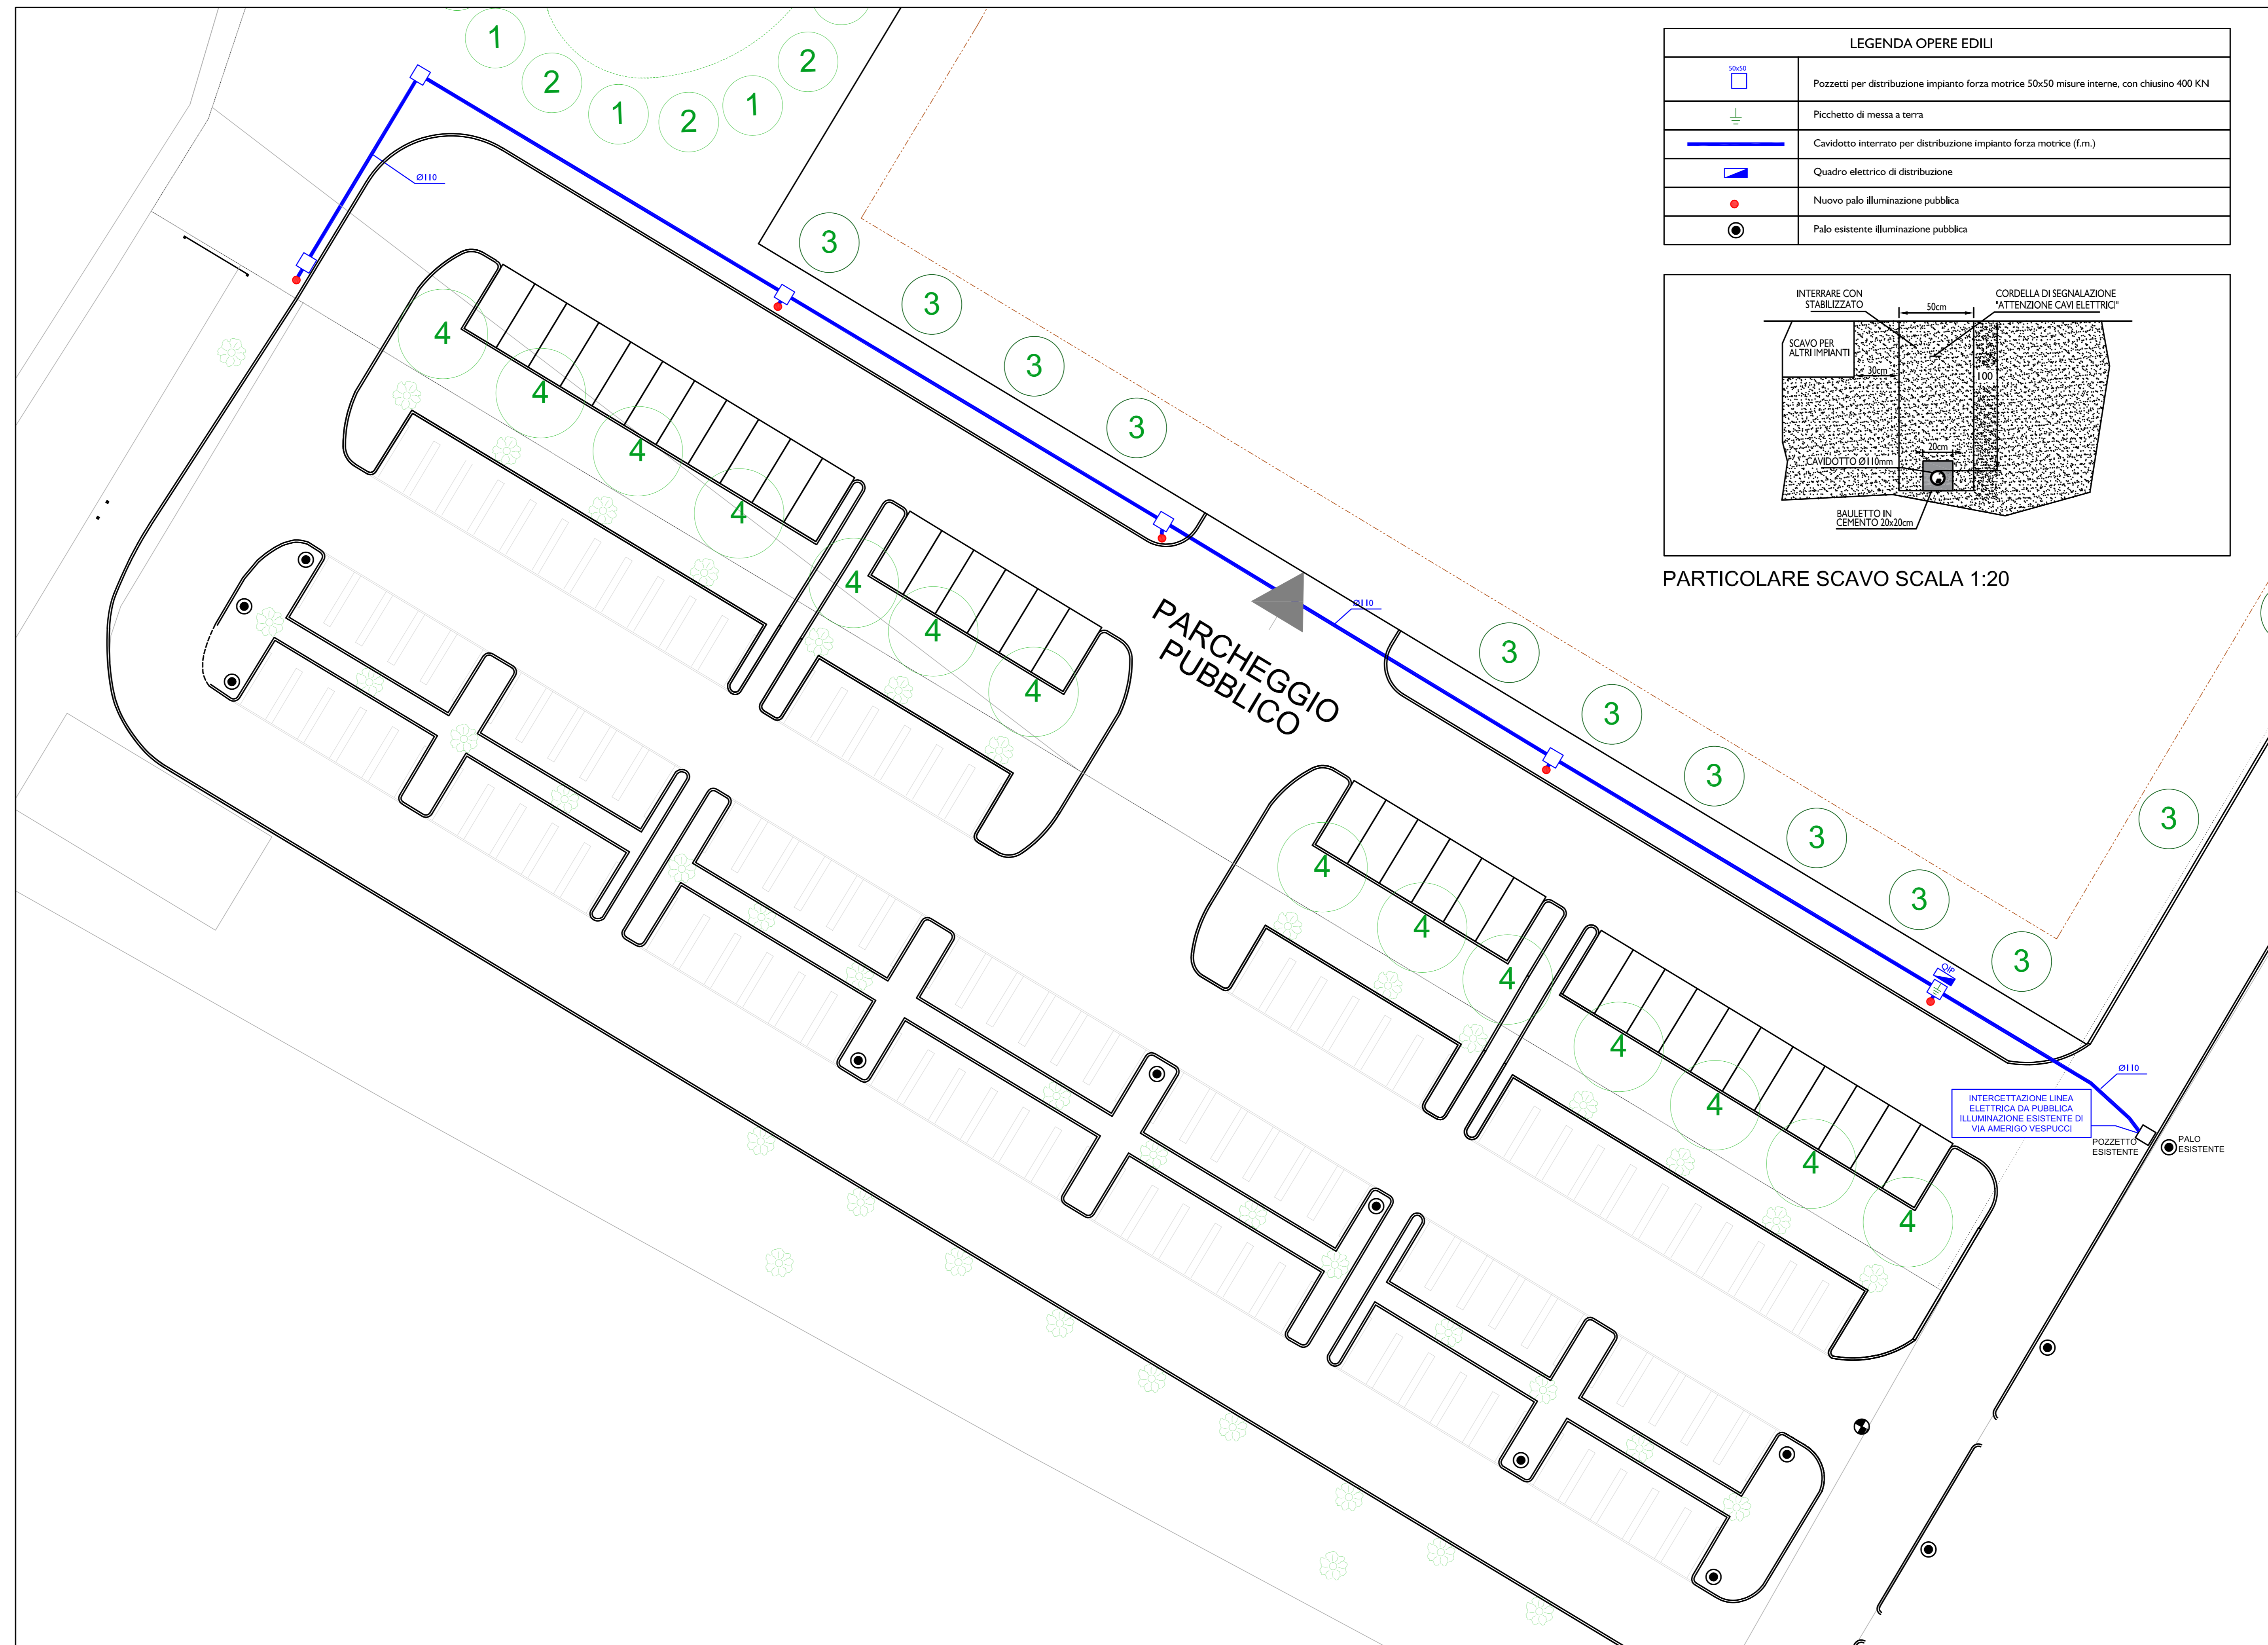 LEGENDA OPERE EDILI
50x50
Pozzetti per distribuzione impianto forza motrice 50x50 misure interne, con chiusino 400 KN
Picchetto di messa a terra
Cavidotto interrato per distribuzione impianto forza motrice (f.m.)
Quadro elettrico di distribuzione
Nuovo palo illuminazione pubblica
Palo esistente illuminazione pubblica
INTERRARE CON
STABILIZZATO
50cm
CORDELLA DI SEGNALAZIONE
"ATTENZIONE CAVI ELETTRICI"
SCAVO PER
ALTRI IMPIANTI
30cm
100
20cm
CAVIDOTTO Ø110mm
BAULETTO IN
CEMENTO 20x20cm
PARTICOLARE SCAVO SCALA 1:20
1
2
1
2
1
2
Ø110
3
3
3
3
4
4
4
4
4
4
4
PARCHEGGIO
PUBBLICO
Ø110
3
3
3
3
3
3
3
4
4
4
4
4
4
4
QIP
Ø110
INTERCETTAZIONE LINEA
ELETTRICA DA PUBBLICA
ILLUMINAZIONE ESISTENTE DI
VIA AMERIGO VESPUCCI
POZZETTO
ESISTENTE
PALO
ESISTENTE